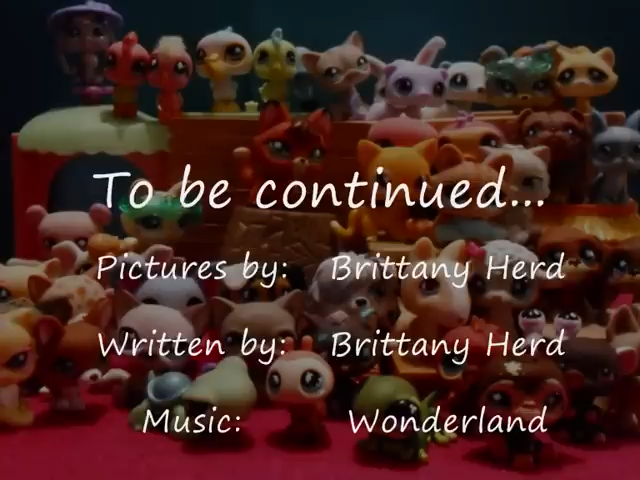 To be continued...
Pictures by: Brittany Herd
Written by: Brittany Herd
Music: Wonderland